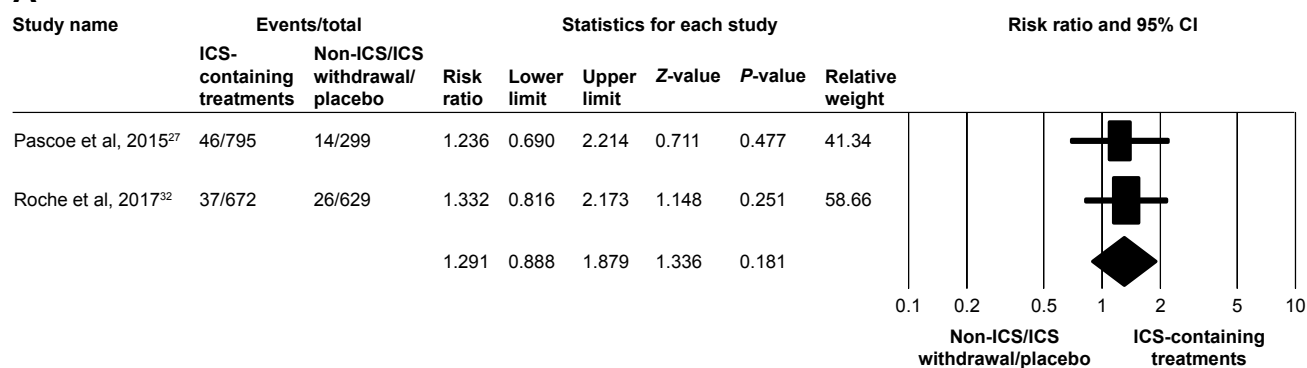 A
Study name Events/total Statistics for each study Risk ratio and 95% CI
ICS-containing treatments Non-ICS/ICS withdrawal/placebo Risk ratio Lower limit Upper limit Z-value P-value Relative weight
Pascoe et al, 2015²⁷ 46/795 14/299 1.236 0.690 2.214 0.711 0.477 41.34
Roche et al, 2017³² 37/672 26/629 1.332 0.816 2.173 1.148 0.251 58.66
1.291 0.888 1.879 1.336 0.181
0.1 0.2 0.5 1 2 5 10
Non-ICS/ICS ICS-containing
withdrawal/placebo treatments